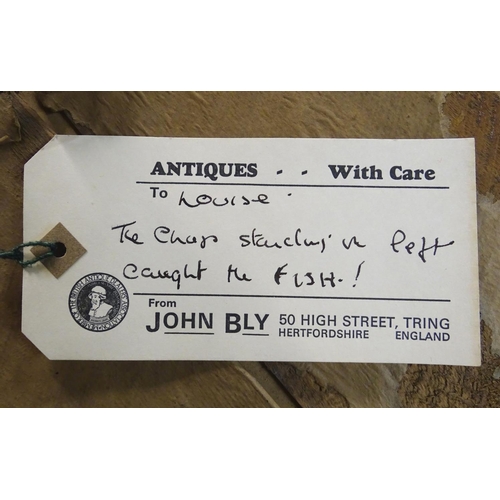 ANTIQUES . . With Care
To Louise.
The Chaps standing on left
caught the FISH.!
From
JOHN BLY 50 HIGH STREET, TRING
HERTFORDSHIRE ENGLAND